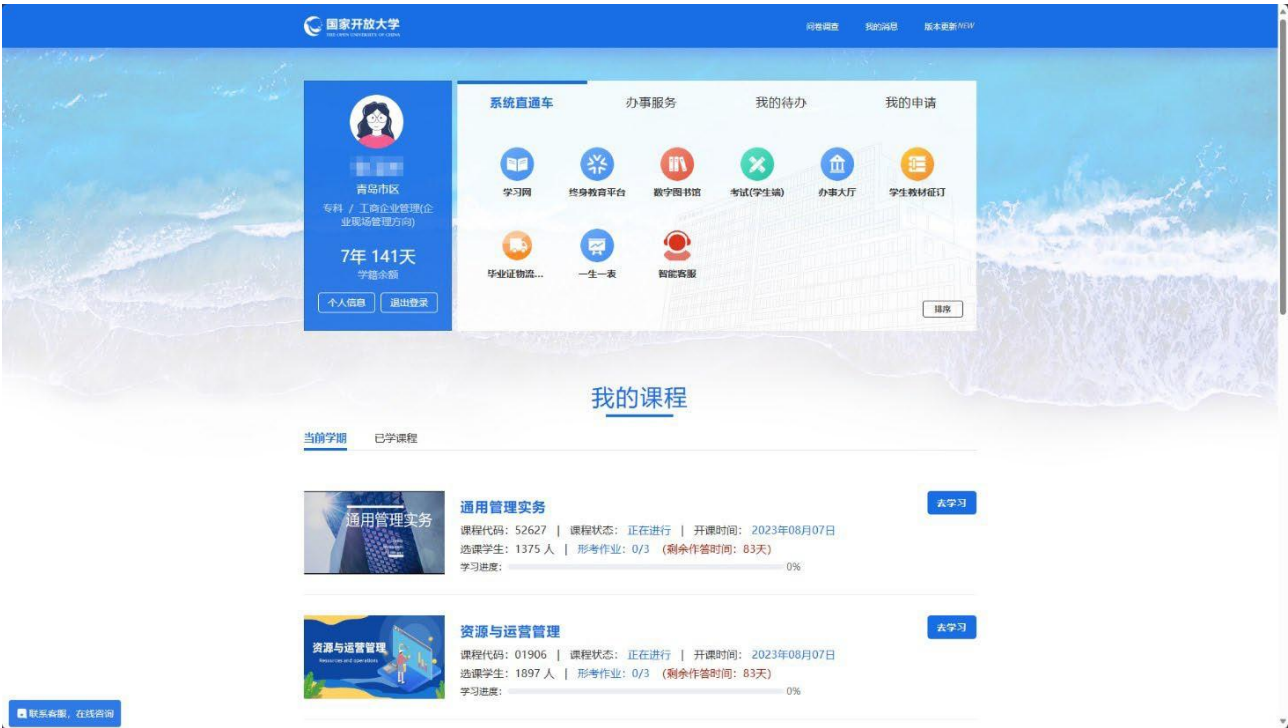 国家开放大学
THE OPEN UNIVERSITY OF CHINA
问卷调查 我的消息 版本更新NEW
系统直通车 办事服务 我的待办 我的申请
青岛市区
专科 / 工商企业管理(企
业现场管理方向)
7年 141天
学籍余额
个人信息 退出登录
学习网 终身教育平台 数字图书馆 考试(学生端) 办事大厅 学生教材征订
毕业证物流... 一生一表 智能客服
排序
我的课程
当前学期 已学课程
通用管理实务
通用管理实务
去学习
课程代码：52627 | 课程状态：正在进行 | 开课时间：2023年08月07日
选课学生：1375 人 | 形考作业：0/3 (剩余作答时间：83天)
学习进度： 0%
资源与运营管理
Resources and operations
资源与运营管理
去学习
课程代码：01906 | 课程状态：正在进行 | 开课时间：2023年08月07日
选课学生：1897 人 | 形考作业：0/3 (剩余作答时间：83天)
学习进度： 0%
联系客服，在线咨询